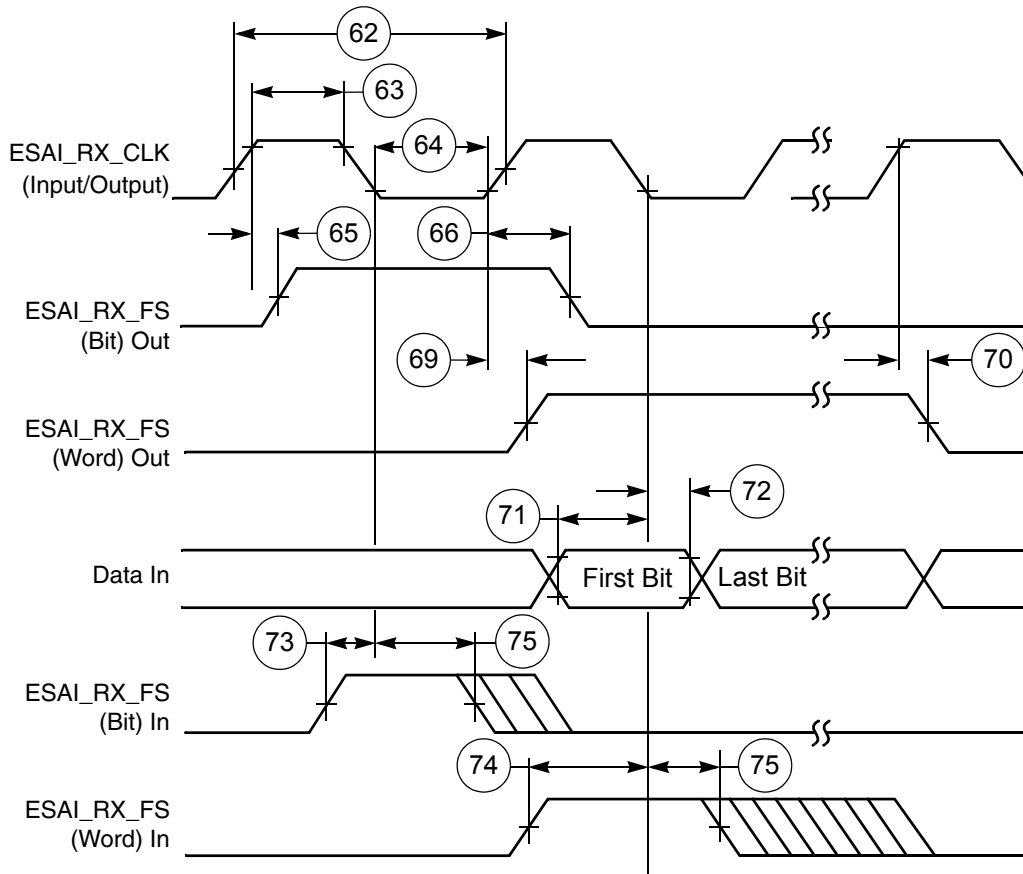 62
63
ESAI_RX_CLK
(Input/Output)
64
65
66
ESAI_RX_FS
(Bit) Out
69
70
ESAI_RX_FS
(Word) Out
71
72
Data In
First Bit
Last Bit
73
75
ESAI_RX_FS
(Bit) In
74
75
ESAI_RX_FS
(Word) In